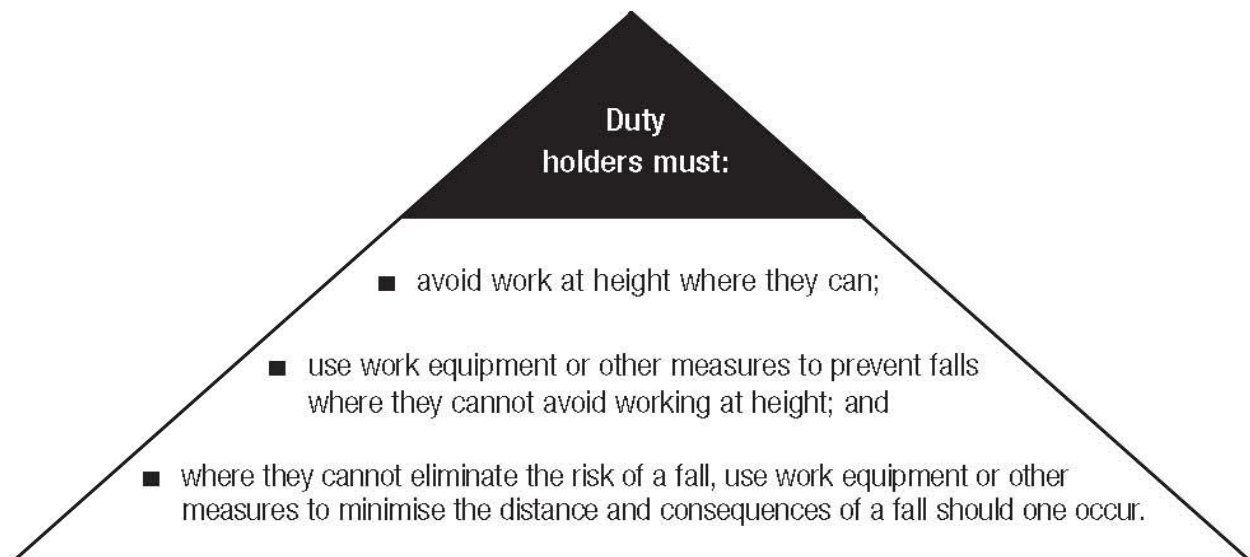 Duty
holders must:
■ avoid work at height where they can;
■ use work equipment or other measures to prevent falls
where they cannot avoid working at height; and
■ where they cannot eliminate the risk of a fall, use work equipment or other
measures to minimise the distance and consequences of a fall should one occur.